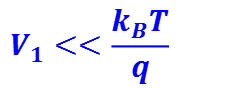 V₁ << k_BT / q